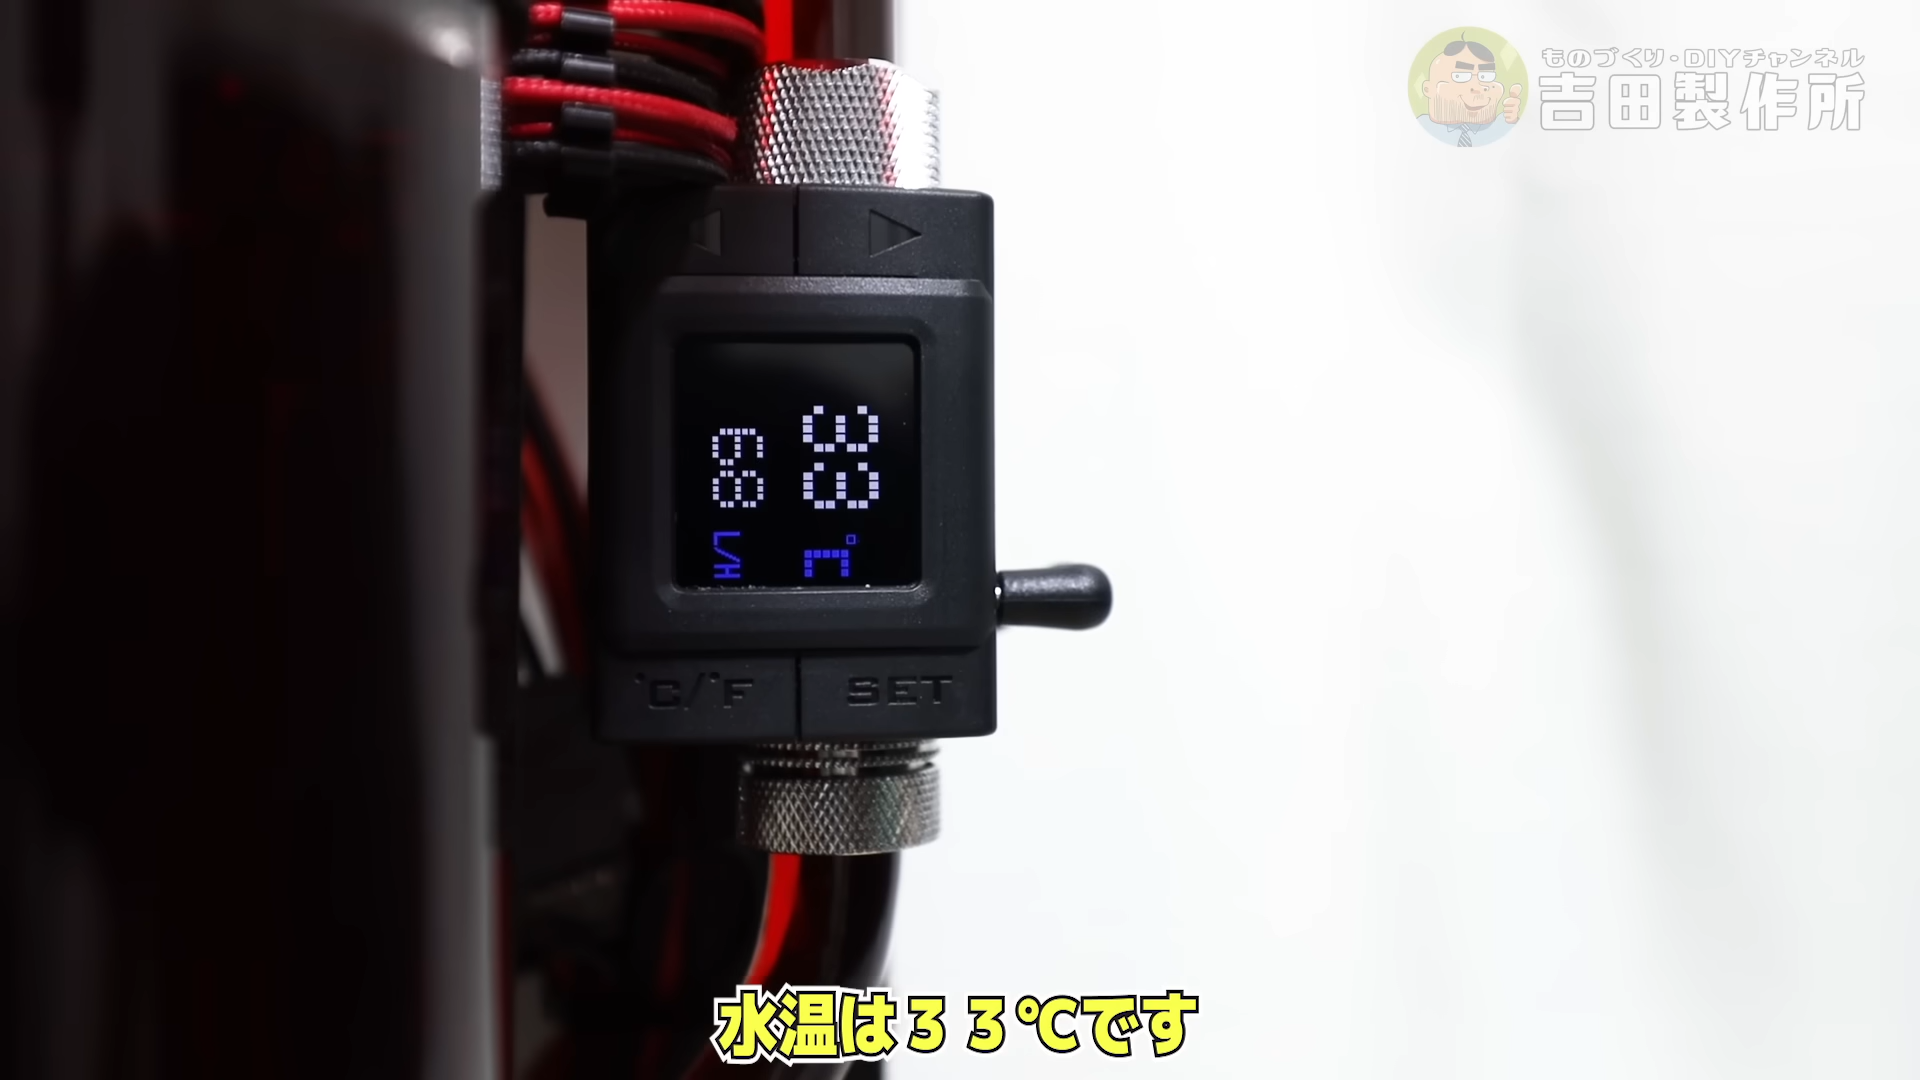 ものづくり・DIYチャンネル
吉田製作所
33 °C
68 L/H
°C/°F
SET
水温は33℃です